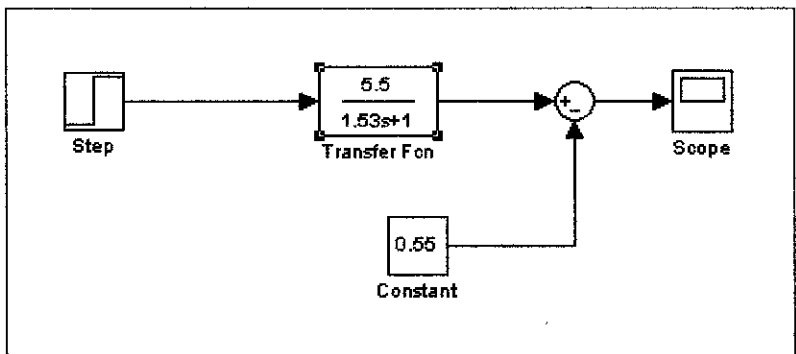 5.5
1.53s+1
Step
Transfer Fcn
+
-
Scope
0.55
Constant